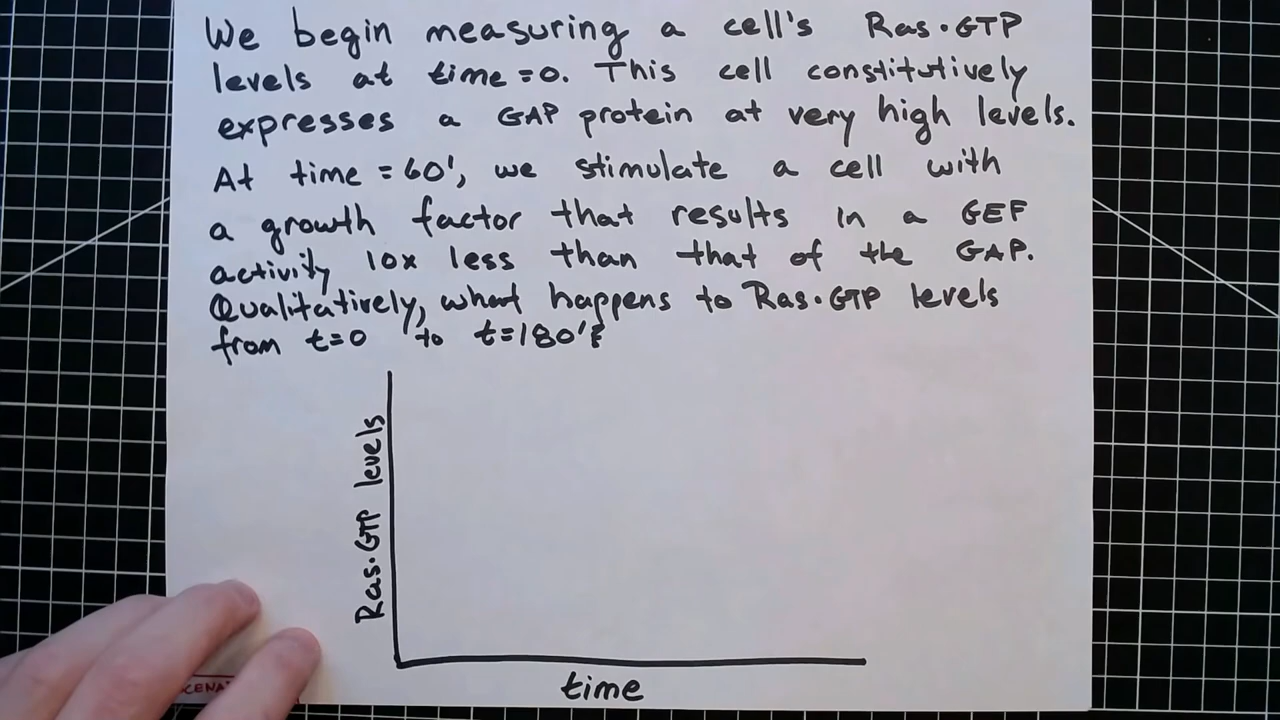 We begin measuring a cell's Ras•GTP
levels at time=0. This cell constitutively
expresses a GAP protein at very high levels.
At time = 60', we stimulate a cell with
a growth factor that results in a GEF
activity 10x less than that of the GAP.
Qualitatively, what happens to Ras•GTP levels
from t=0 to t=180'?
Ras•GTP levels
time